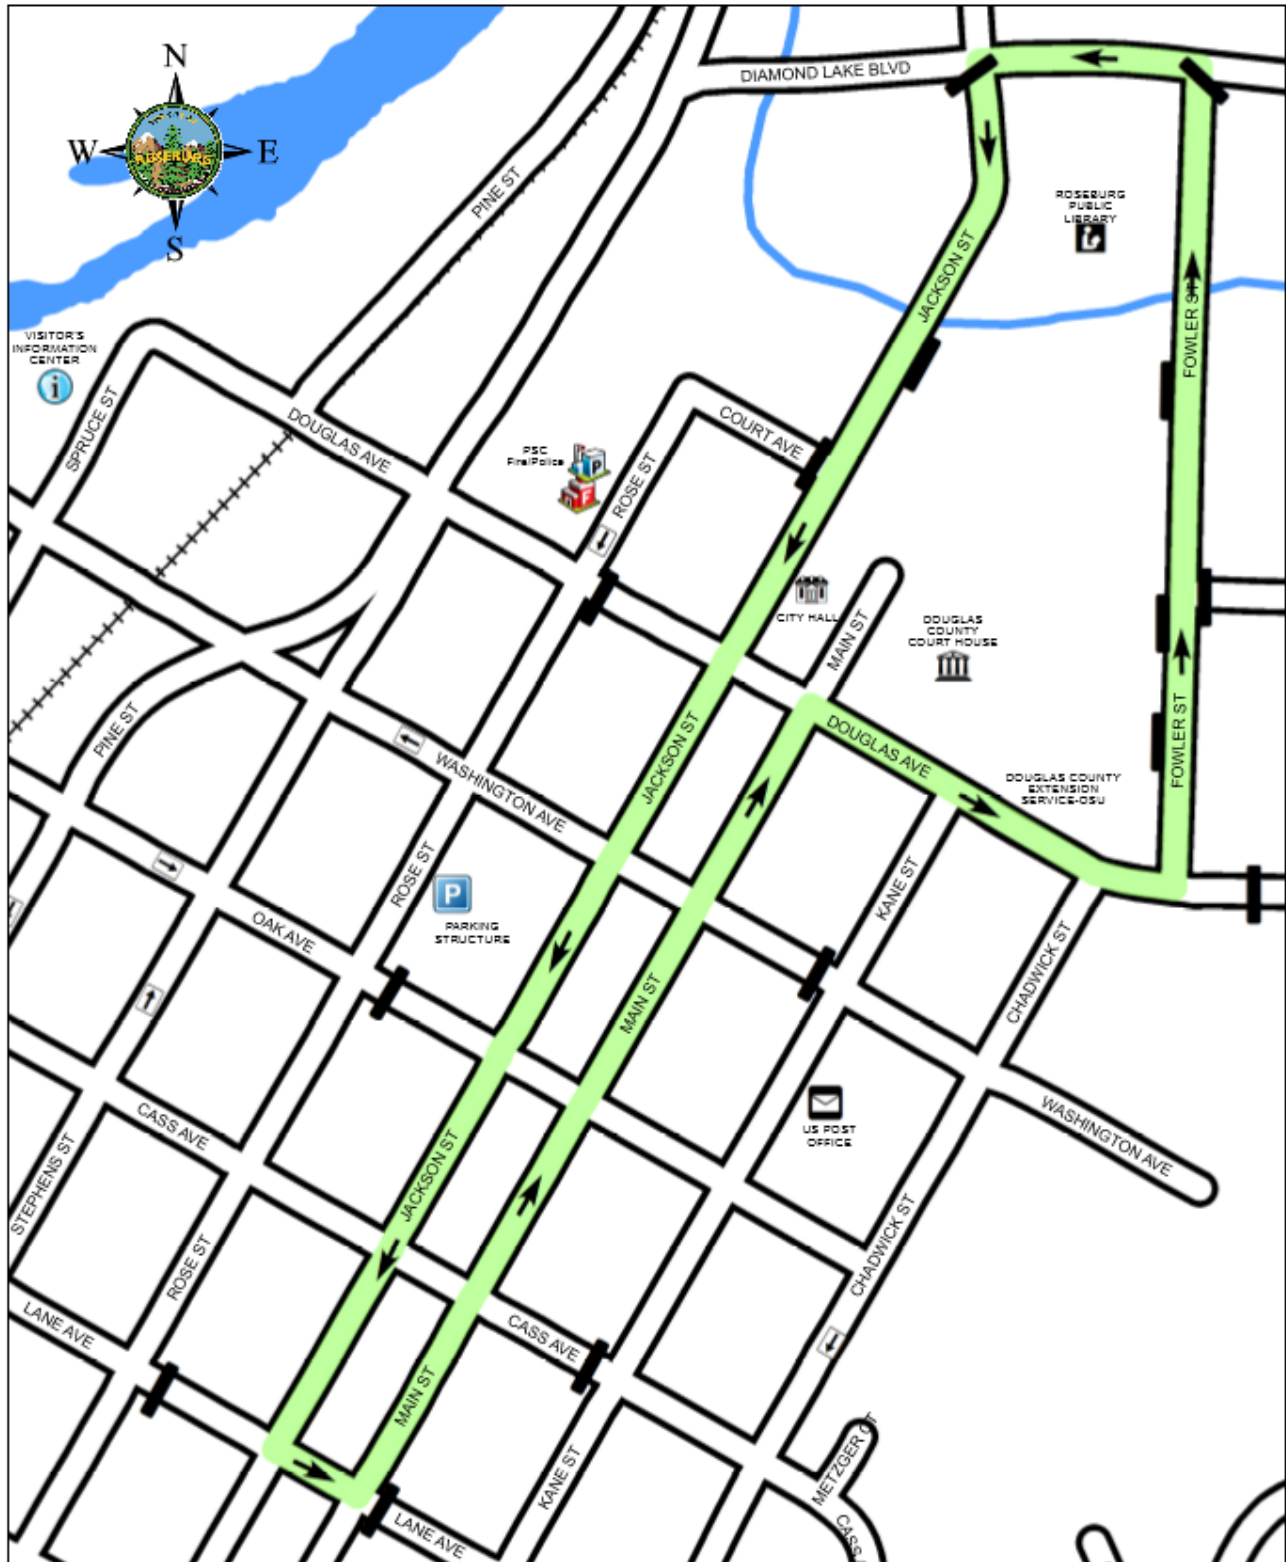 N
DIAMOND LAKE BLVD
W
ROSEBURG
E
PINE ST
S
ROSEBURG
PUBLIC
LIBRARY
JACKSON ST
FOWLER ST
VISITOR'S
INFORMATION
CENTER
i
SPRUCE ST
DOUGLAS AVE
COURT AVE
PSC
Fire/Police
P
F
ROSE ST
CITY HALL
MAIN ST
DOUGLAS
COUNTY
COURT HOUSE
PINE ST
JACKSON ST
DOUGLAS AVE
FOWLER ST
WASHINGTON AVE
DOUGLAS COUNTY
EXTENSION
SERVICE-OSU
ROSE ST
P
PARKING
STRUCTURE
KANE ST
OAK AVE
CHADWICK ST
MAIN ST
US POST
OFFICE
CASS AVE
WASHINGTON AVE
STEPHENS ST
JACKSON ST
CHADWICK ST
ROSE ST
LANE AVE
CASS AVE
MAIN ST
KANE ST
METZGER CT
LANE AVE
CASS